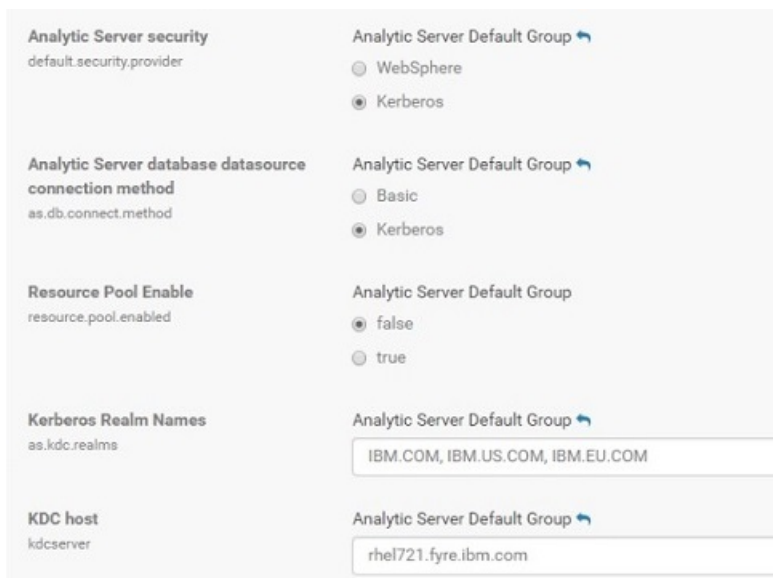 Analytic Server security
default.security.provider
Analytic Server Default Group
WebSphere
Kerberos
Analytic Server database datasource
connection method
as.db.connect.method
Analytic Server Default Group
Basic
Kerberos
Resource Pool Enable
resource.pool.enabled
Analytic Server Default Group
false
true
Kerberos Realm Names
as.kdc.realms
Analytic Server Default Group
IBM.COM, IBM.US.COM, IBM.EU.COM
KDC host
kdcserver
Analytic Server Default Group
rhel721.fyre.ibm.com